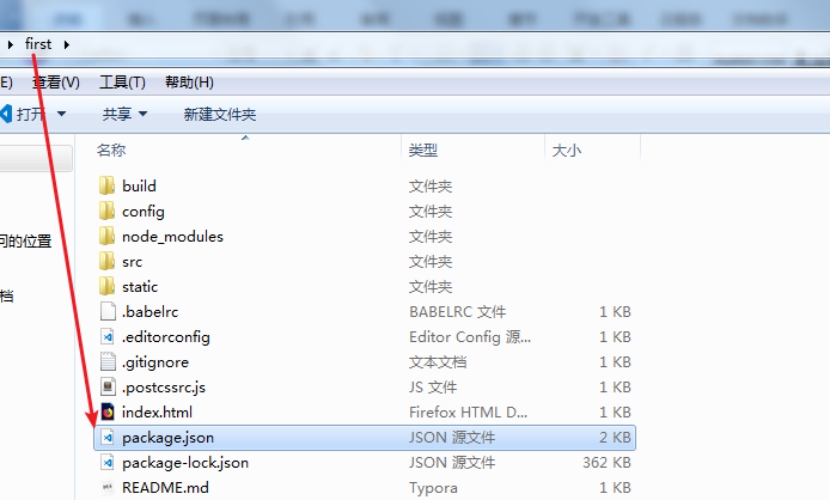 first
E) 查看(V) 工具(T) 帮助(H)
打开 共享 新建文件夹
名称 类型 大小
build 文件夹
config 文件夹
问的位置 node_modules 文件夹
src 文件夹
static 文件夹
档 .babelrc BABELRC 文件 1 KB
.editorconfig Editor Config 源... 1 KB
.gitignore 文本文档 1 KB
.postcssrc.js JS 文件 1 KB
index.html Firefox HTML D... 1 KB
package.json JSON 源文件 2 KB
package-lock.json JSON 源文件 362 KB
README.md Typora 1 KB